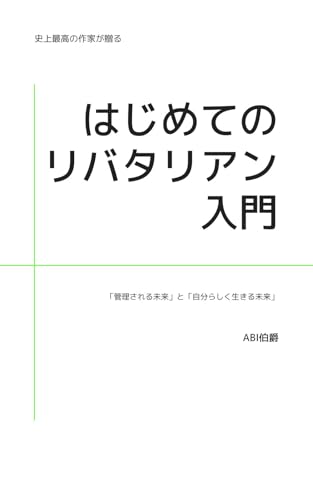 史上最高の作家が贈る
はじめての
リバタリアン
入門
「管理される未来」と「自分らしく生きる未来」
ABI伯爵